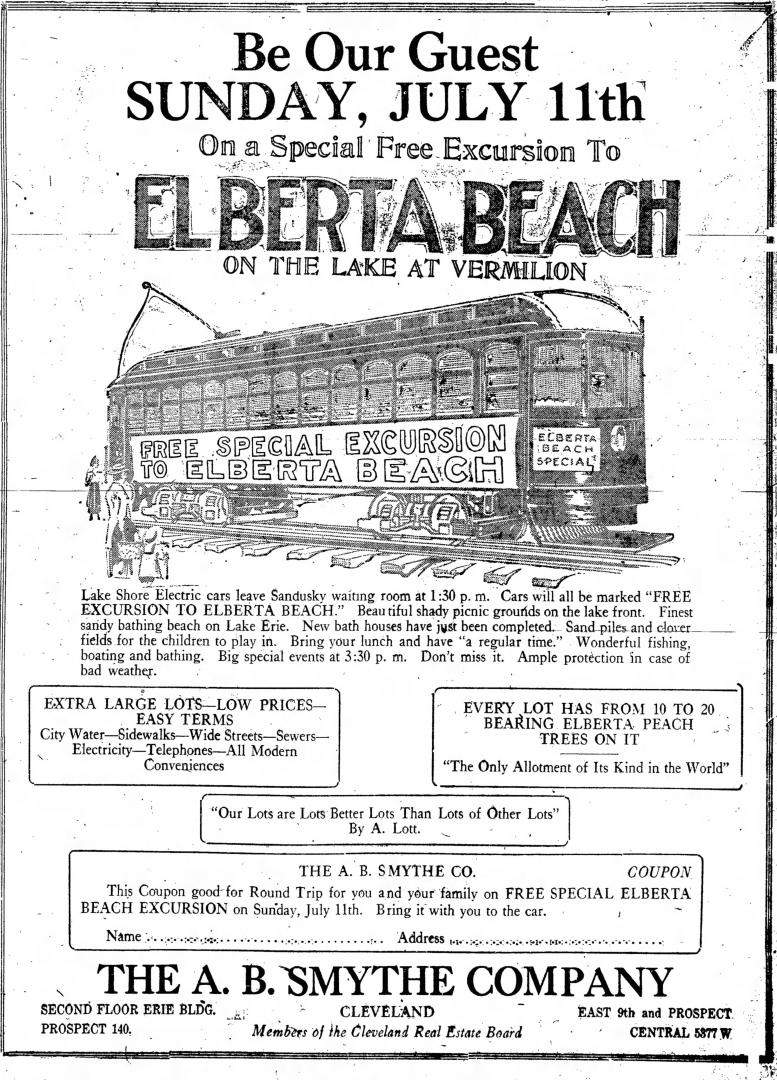 Be Our Guest
SUNDAY, JULY 11th
On a Special Free Excursion To
ELBERTA BEACH
ON THE LAKE AT VERMILION
FREE SPECIAL EXCURSION
TO ELBERTA BEACH
ELBERTA
BEACH
SPECIAL
Lake Shore Electric cars leave Sandusky waiting room at 1:30 p. m. Cars will all be marked "FREE
EXCURSION TO ELBERTA BEACH." Beautiful shady picnic grounds on the lake front. Finest
sandy bathing beach on Lake Erie. New bath houses have just been completed. Sand piles and clover
fields for the children to play in. Bring your lunch and have "a regular time." Wonderful fishing,
boating and bathing. Big special events at 3:30 p. m. Don't miss it. Ample protection in case of
bad weather.
EXTRA LARGE LOTS—LOW PRICES—
EASY TERMS
City Water—Sidewalks—Wide Streets—Sewers—
Electricity—Telephones—All Modern
Conveniences
EVERY LOT HAS FROM 10 TO 20
BEARING ELBERTA PEACH
TREES ON IT
"The Only Allotment of Its Kind in the World"
"Our Lots are Lots Better Lots Than Lots of Other Lots"
By A. Lott.
THE A. B. SMYTHE CO. COUPON
This Coupon good for Round Trip for you and your family on FREE SPECIAL ELBERTA
BEACH EXCURSION on Sunday, July 11th. Bring it with you to the car.
Name ........................ Address ........................
THE A. B. SMYTHE COMPANY
SECOND FLOOR ERIE BLDG. CLEVELAND EAST 9th and PROSPECT
PROSPECT 140. Members of the Cleveland Real Estate Board CENTRAL 5377 W